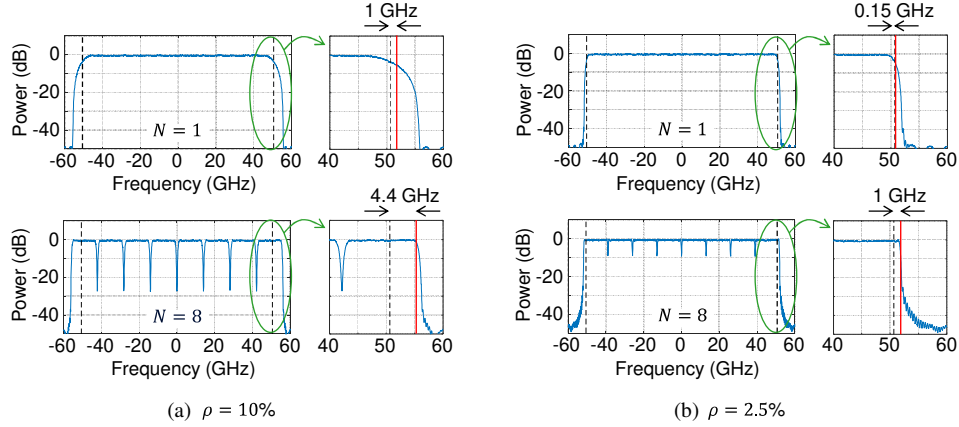 1 GHz
0.15 GHz
Power (dB)
0
-20
-40
N = 1
-60 -40 -20 0 20 40 60
40 50 60
Frequency (GHz)
Power (dB)
0
-20
-40
N = 1
-60 -40 -20 0 20 40 60
40 50 60
Frequency (GHz)
4.4 GHz
1 GHz
Power (dB)
0
-20
-40
N = 8
-60 -40 -20 0 20 40 60
40 50 60
Frequency (GHz)
Power (dB)
0
-20
-40
N = 8
-60 -40 -20 0 20 40 60
40 50 60
Frequency (GHz)
(a) ρ = 10%
(b) ρ = 2.5%